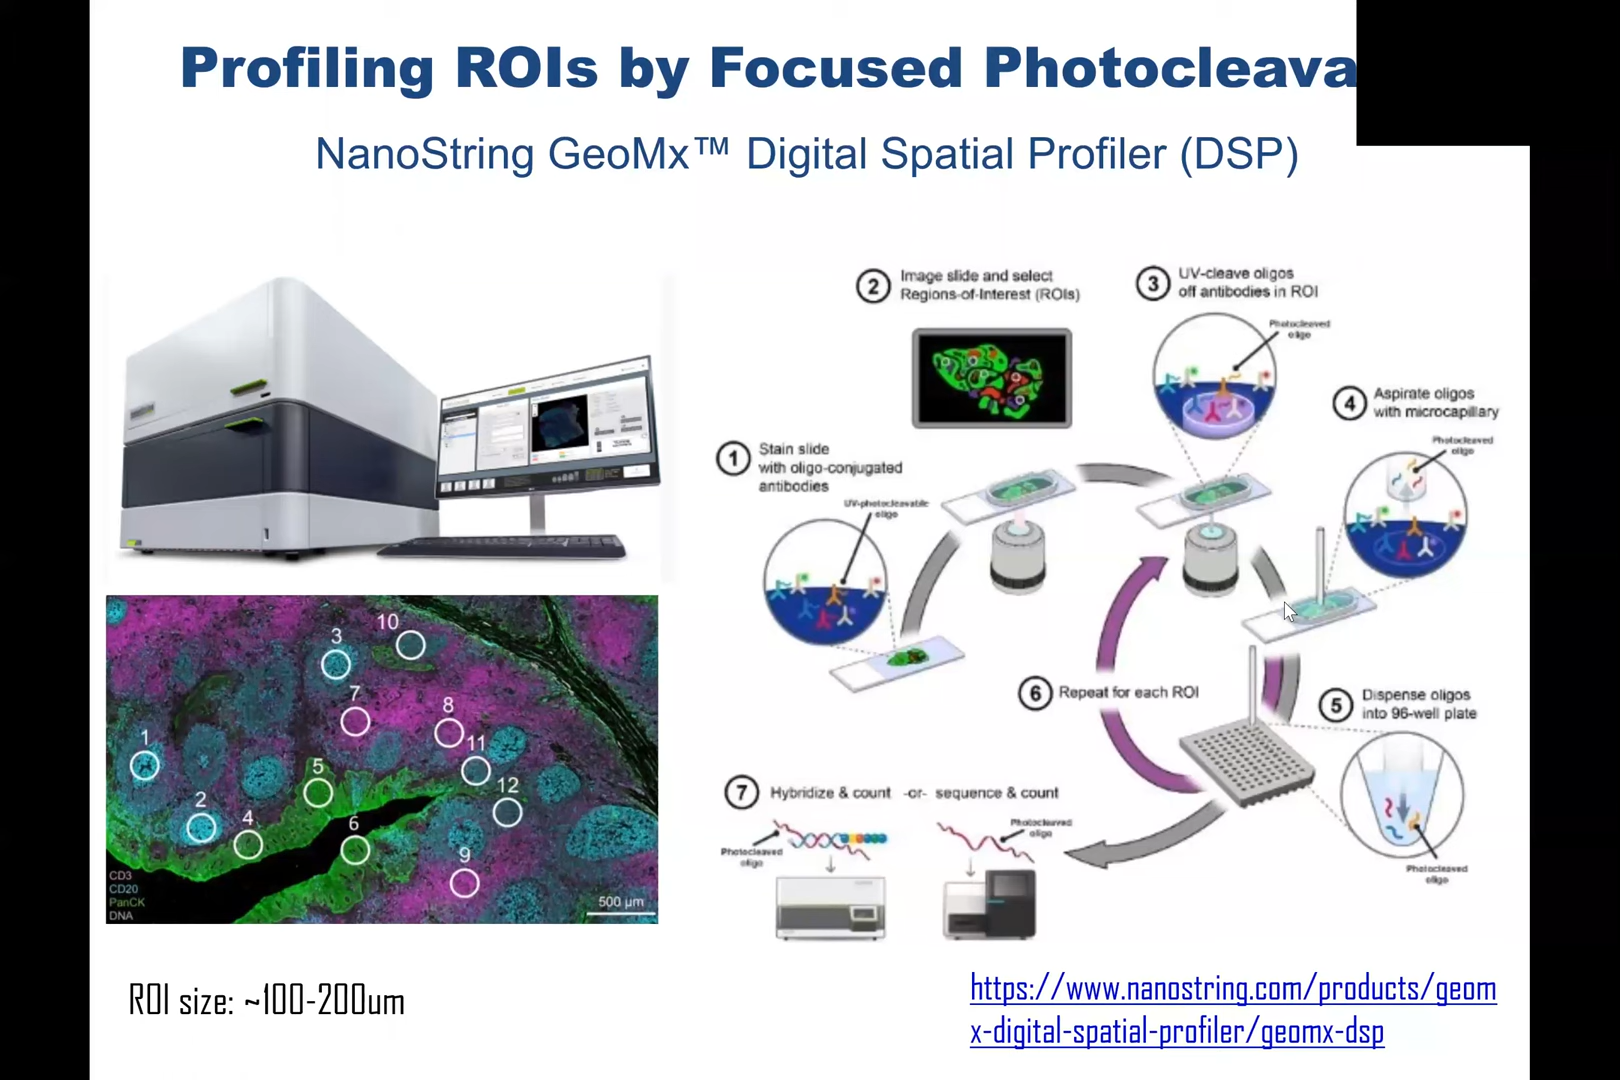 Profiling ROIs by Focused Photocleava
NanoString GeoMx™ Digital Spatial Profiler (DSP)
1
Stain slide
with oligo-conjugated
antibodies
UV-photocleavable
oligo
2
Image slide and select
Regions-of-Interest (ROIs)
3
UV-cleave oligos
off antibodies in ROI
Photocleaved
oligo
4
Aspirate oligos
with microcapillary
Photocleaved
oligo
5
Dispense oligos
into 96-well plate
Photocleaved
oligo
6
Repeat for each ROI
7
Hybridize & count -or- sequence & count
Photocleaved
oligo
Photocleaved
oligo
10
3
7
8
1
11
5
12
2
4
6
9
CD3
CD20
PanCK
DNA
500 µm
ROI size: ~100-200um
https://www.nanostring.com/products/geom
x-digital-spatial-profiler/geomx-dsp